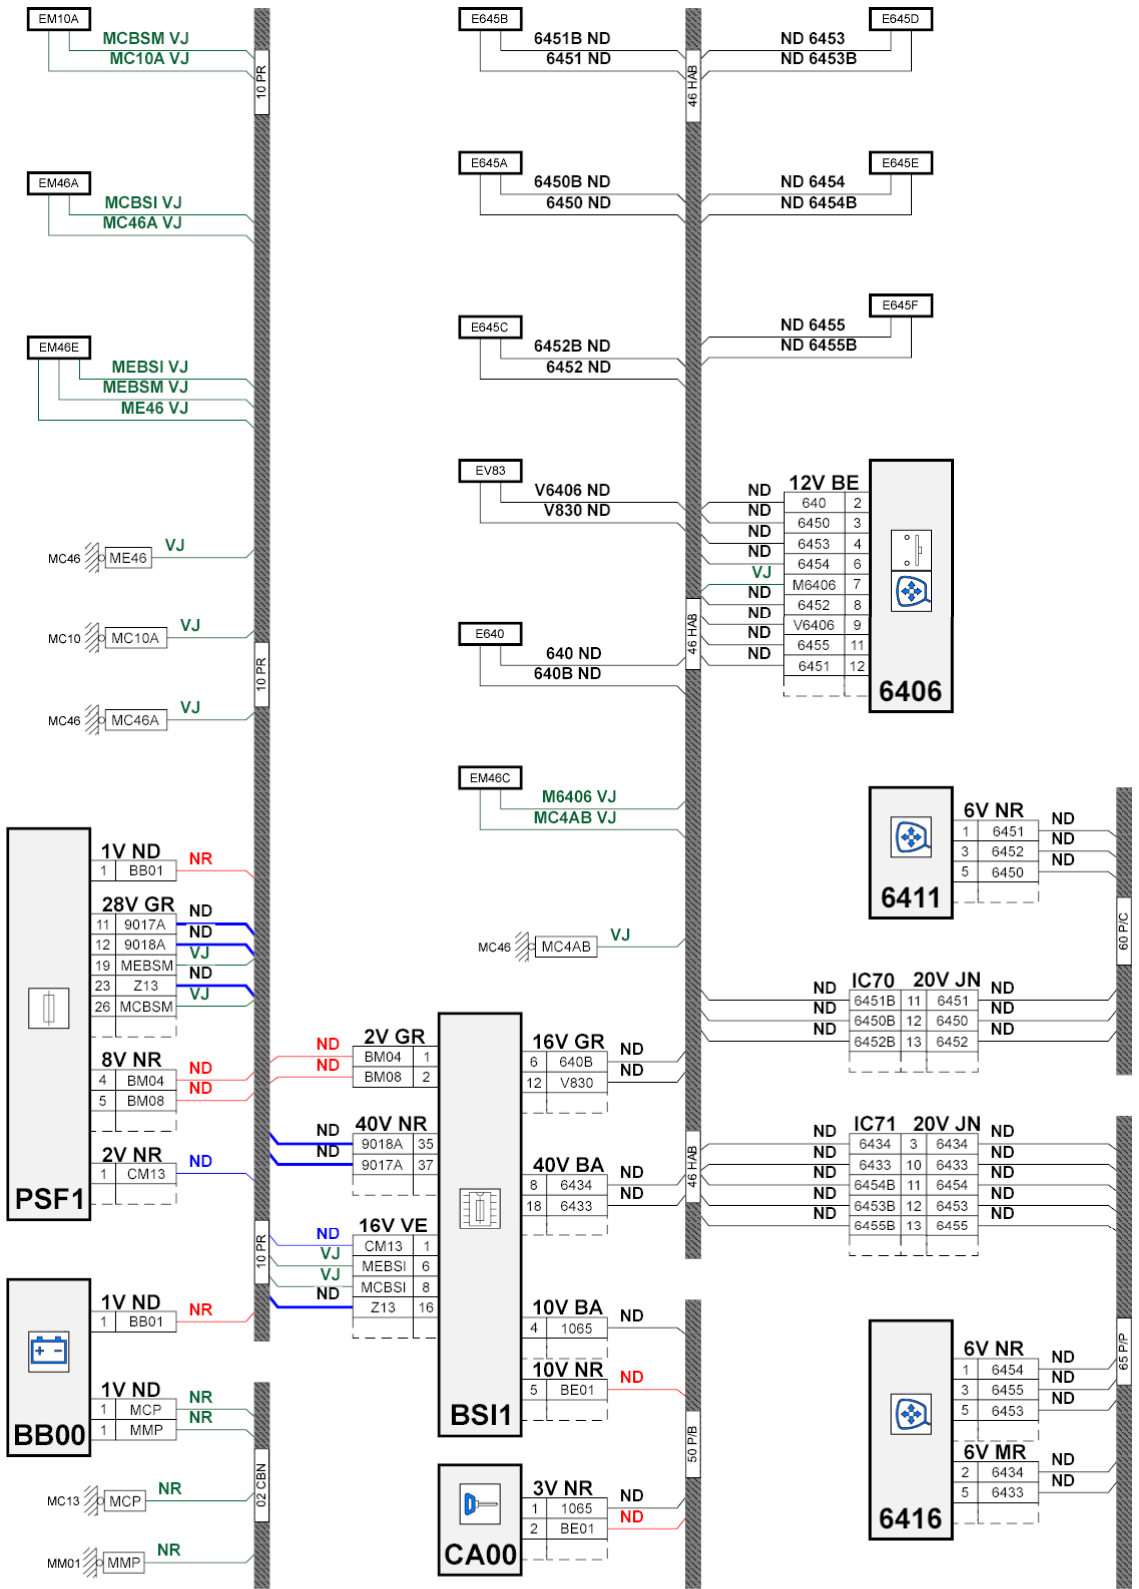 EM10A
MCBSM VJ
MC10A VJ
10 PR
EM46A
MCBSI VJ
MC46A VJ
EM46E
MEBSI VJ
MEBSM VJ
ME46 VJ
MC46 ME46 VJ
MC10 MC10A VJ
10 PR
MC46 MC46A VJ
E645B
6451B ND
6451 ND
46 HAB
E645D
ND 6453
ND 6453B
E645A
6450B ND
6450 ND
E645E
ND 6454
ND 6454B
E645C
6452B ND
6452 ND
E645F
ND 6455
ND 6455B
EV83
V6406 ND
V830 ND
E640
640 ND
640B ND
46 HAB
EM46C
M6406 VJ
MC4AB VJ
MC46 MC4AB VJ
12V BE
ND 640 2
ND 6450 3
ND 6453 4
ND 6454 6
VJ M6406 7
ND 6452 8
ND V6406 9
ND 6455 11
ND 6451 12
6406
6V NR
1 6451 ND
3 6452 ND
5 6450 ND
6411
60 P/C
PSF1
1V ND
1 BB01 NR
28V GR
11 9017A ND
12 9018A ND
19 MEBSM VJ
23 Z13 ND
26 MCBSM VJ
8V NR
4 BM04 ND
5 BM08 ND
2V NR
1 CM13 ND
10 PR
BB00
1V ND
1 BB01 NR
1V ND
1 MCP NR
1 MMP NR
02 CBN
MC13 MCP NR
MM01 MMP NR
2V GR
ND BM04 1
ND BM08 2
40V NR
ND 9018A 35
ND 9017A 37
16V VE
ND CM13 1
VJ MEBSI 6
VJ MCBSI 8
ND Z13 16
BSI1
16V GR
6 640B ND
12 V830 ND
40V BA
8 6434 ND
18 6433 ND
46 HAB
10V BA
4 1065 ND
10V NR
5 BE01 ND
50 P/B
CA00
3V NR
1 1065 ND
2 BE01 ND
IC70 20V JN
ND 6451B 11 6451 ND
ND 6450B 12 6450 ND
ND 6452B 13 6452 ND
IC71 20V JN
ND 6434 3 6434 ND
ND 6433 10 6433 ND
ND 6454B 11 6454 ND
ND 6453B 12 6453 ND
ND 6455B 13 6455 ND
65 P/P
6416
6V NR
1 6454 ND
3 6455 ND
5 6453 ND
6V MR
2 6434 ND
5 6433 ND